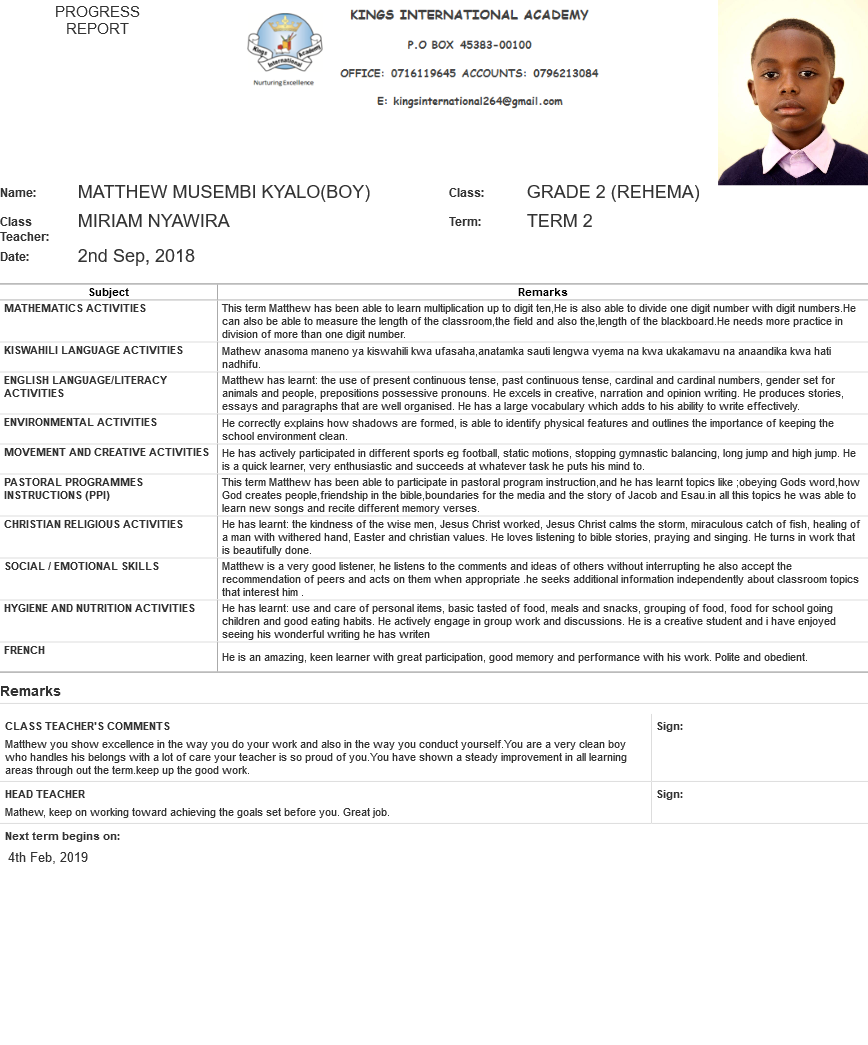 PROGRESS
REPORT
KINGS INTERNATIONAL ACADEMY
P.O BOX 45383-00100
OFFICE: 0716119645 ACCOUNTS: 0796213084
E: kingsinternational264@gmail.com
Kings International Academy
Nurturing Excellence
Name: MATTHEW MUSEMBI KYALO(BOY) Class: GRADE 2 (REHEMA)
Class Teacher: MIRIAM NYAWIRA Term: TERM 2
Date: 2nd Sep, 2018
Subject Remarks
MATHEMATICS ACTIVITIES This term Matthew has been able to learn multiplication up to digit ten,He is also able to divide one digit number with digit numbers.He
can also be able to measure the length of the classroom,the field and also the,length of the blackboard.He needs more practice in
division of more than one digit number.
KISWAHILI LANGUAGE ACTIVITIES Mathew anasoma maneno ya kiswahili kwa ufasaha,anatamka sauti lengwa vyema na kwa ukakamavu na anaandika kwa hati
nadhifu.
ENGLISH LANGUAGE/LITERACY Matthew has learnt: the use of present continuous tense, past continuous tense, cardinal and cardinal numbers, gender set for
ACTIVITIES animals and people, prepositions possessive pronouns. He excels in creative, narration and opinion writing. He produces stories,
essays and paragraphs that are well organised. He has a large vocabulary which adds to his ability to write effectively.
ENVIRONMENTAL ACTIVITIES He correctly explains how shadows are formed, is able to identify physical features and outlines the importance of keeping the
school environment clean.
MOVEMENT AND CREATIVE ACTIVITIES He has actively participated in different sports eg football, static motions, stopping gymnastic balancing, long jump and high jump. He
is a quick learner, very enthusiastic and succeeds at whatever task he puts his mind to.
PASTORAL PROGRAMMES This term Matthew has been able to participate in pastoral program instruction,and he has learnt topics like ;obeying Gods word,how
INSTRUCTIONS (PPI) God creates people,friendship in the bible,boundaries for the media and the story of Jacob and Esau.in all this topics he was able to
learn new songs and recite different memory verses.
CHRISTIAN RELIGIOUS ACTIVITIES He has learnt: the kindness of the wise men, Jesus Christ worked, Jesus Christ calms the storm, miraculous catch of fish, healing of
a man with withered hand, Easter and christian values. He loves listening to bible stories, praying and singing. He turns in work that
is beautifully done.
SOCIAL / EMOTIONAL SKILLS Matthew is a very good listener, he listens to the comments and ideas of others without interrupting he also accept the
recommendation of peers and acts on them when appropriate .he seeks additional information independently about classroom topics
that interest him .
HYGIENE AND NUTRITION ACTIVITIES He has learnt: use and care of personal items, basic tasted of food, meals and snacks, grouping of food, food for school going
children and good eating habits. He actively engage in group work and discussions. He is a creative student and i have enjoyed
seeing his wonderful writing he has writen
FRENCH He is an amazing, keen learner with great participation, good memory and performance with his work. Polite and obedient.
Remarks
CLASS TEACHER'S COMMENTS Sign:
Matthew you show excellence in the way you do your work and also in the way you conduct yourself.You are a very clean boy
who handles his belongs with a lot of care your teacher is so proud of you.You have shown a steady improvement in all learning
areas through out the term.keep up the good work.
HEAD TEACHER Sign:
Mathew, keep on working toward achieving the goals set before you. Great job.
Next term begins on:
4th Feb, 2019